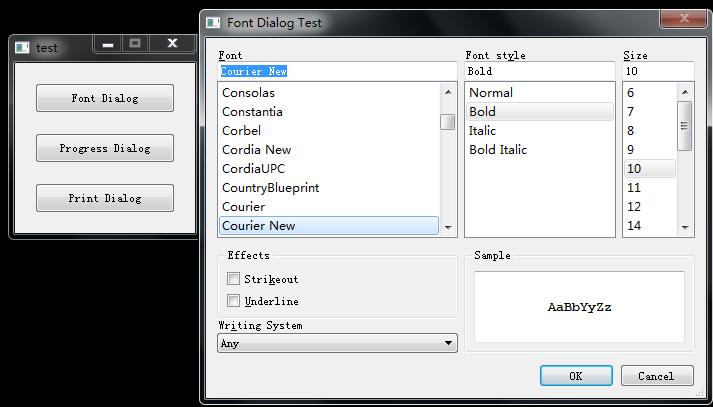 test
Font Dialog
Progress Dialog
Print Dialog
Font Dialog Test
Font
Courier New
Consolas
Constantia
Corbel
Cordia New
CordiaUPC
CountryBlueprint
Courier
Courier New
Font style
Bold
Normal
Bold
Italic
Bold Italic
Size
10
6
7
8
9
10
11
12
14
Effects
Strikeout
Underline
Writing System
Any
Sample
AaBbYyZz
OK
Cancel